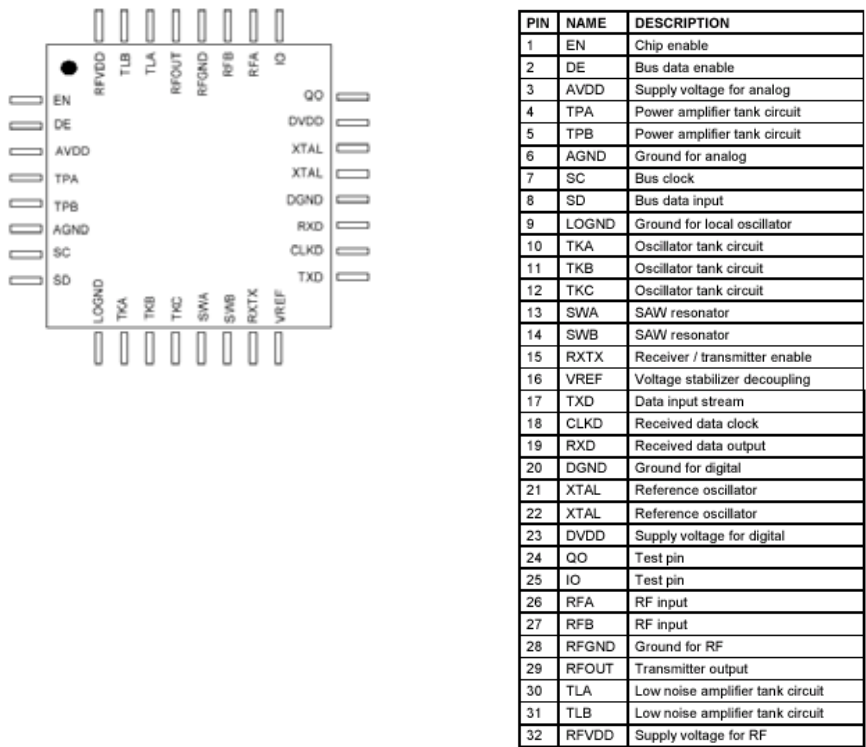 RFVDD TLB TLA RFOUT RFGND RFB RFA IO
EN
DE
AVDD
TPA
TPB
AGND
SC
SD
QO
DVDD
XTAL
XTAL
DGND
RXD
CLKD
TXD
LOGND TKA TKB TKC SWA SWB RXTX VREF
PIN NAME DESCRIPTION
1 EN Chip enable
2 DE Bus data enable
3 AVDD Supply voltage for analog
4 TPA Power amplifier tank circuit
5 TPB Power amplifier tank circuit
6 AGND Ground for analog
7 SC Bus clock
8 SD Bus data input
9 LOGND Ground for local oscillator
10 TKA Oscillator tank circuit
11 TKB Oscillator tank circuit
12 TKC Oscillator tank circuit
13 SWA SAW resonator
14 SWB SAW resonator
15 RXTX Receiver / transmitter enable
16 VREF Voltage stabilizer decoupling
17 TXD Data input stream
18 CLKD Received data clock
19 RXD Received data output
20 DGND Ground for digital
21 XTAL Reference oscillator
22 XTAL Reference oscillator
23 DVDD Supply voltage for digital
24 QO Test pin
25 IO Test pin
26 RFA RF input
27 RFB RF input
28 RFGND Ground for RF
29 RFOUT Transmitter output
30 TLA Low noise amplifier tank circuit
31 TLB Low noise amplifier tank circuit
32 RFVDD Supply voltage for RF